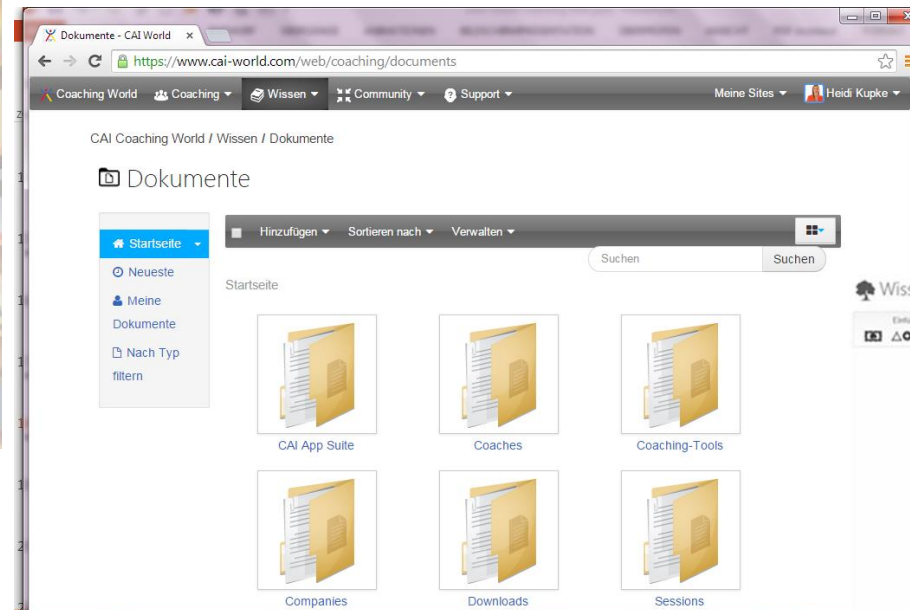 Dokumente - CAI World
https://www.cai-world.com/web/coaching/documents
Coaching World Coaching Wissen Community Support Meine Sites Heidi Kupke
CAI Coaching World / Wissen / Dokumente
Dokumente
Startseite
Neueste
Meine
Dokumente
Nach Typ
filtern
Hinzufügen Sortieren nach Verwalten
Suchen Suchen
Startseite
CAI App Suite Coaches Coaching-Tools
Companies Downloads Sessions